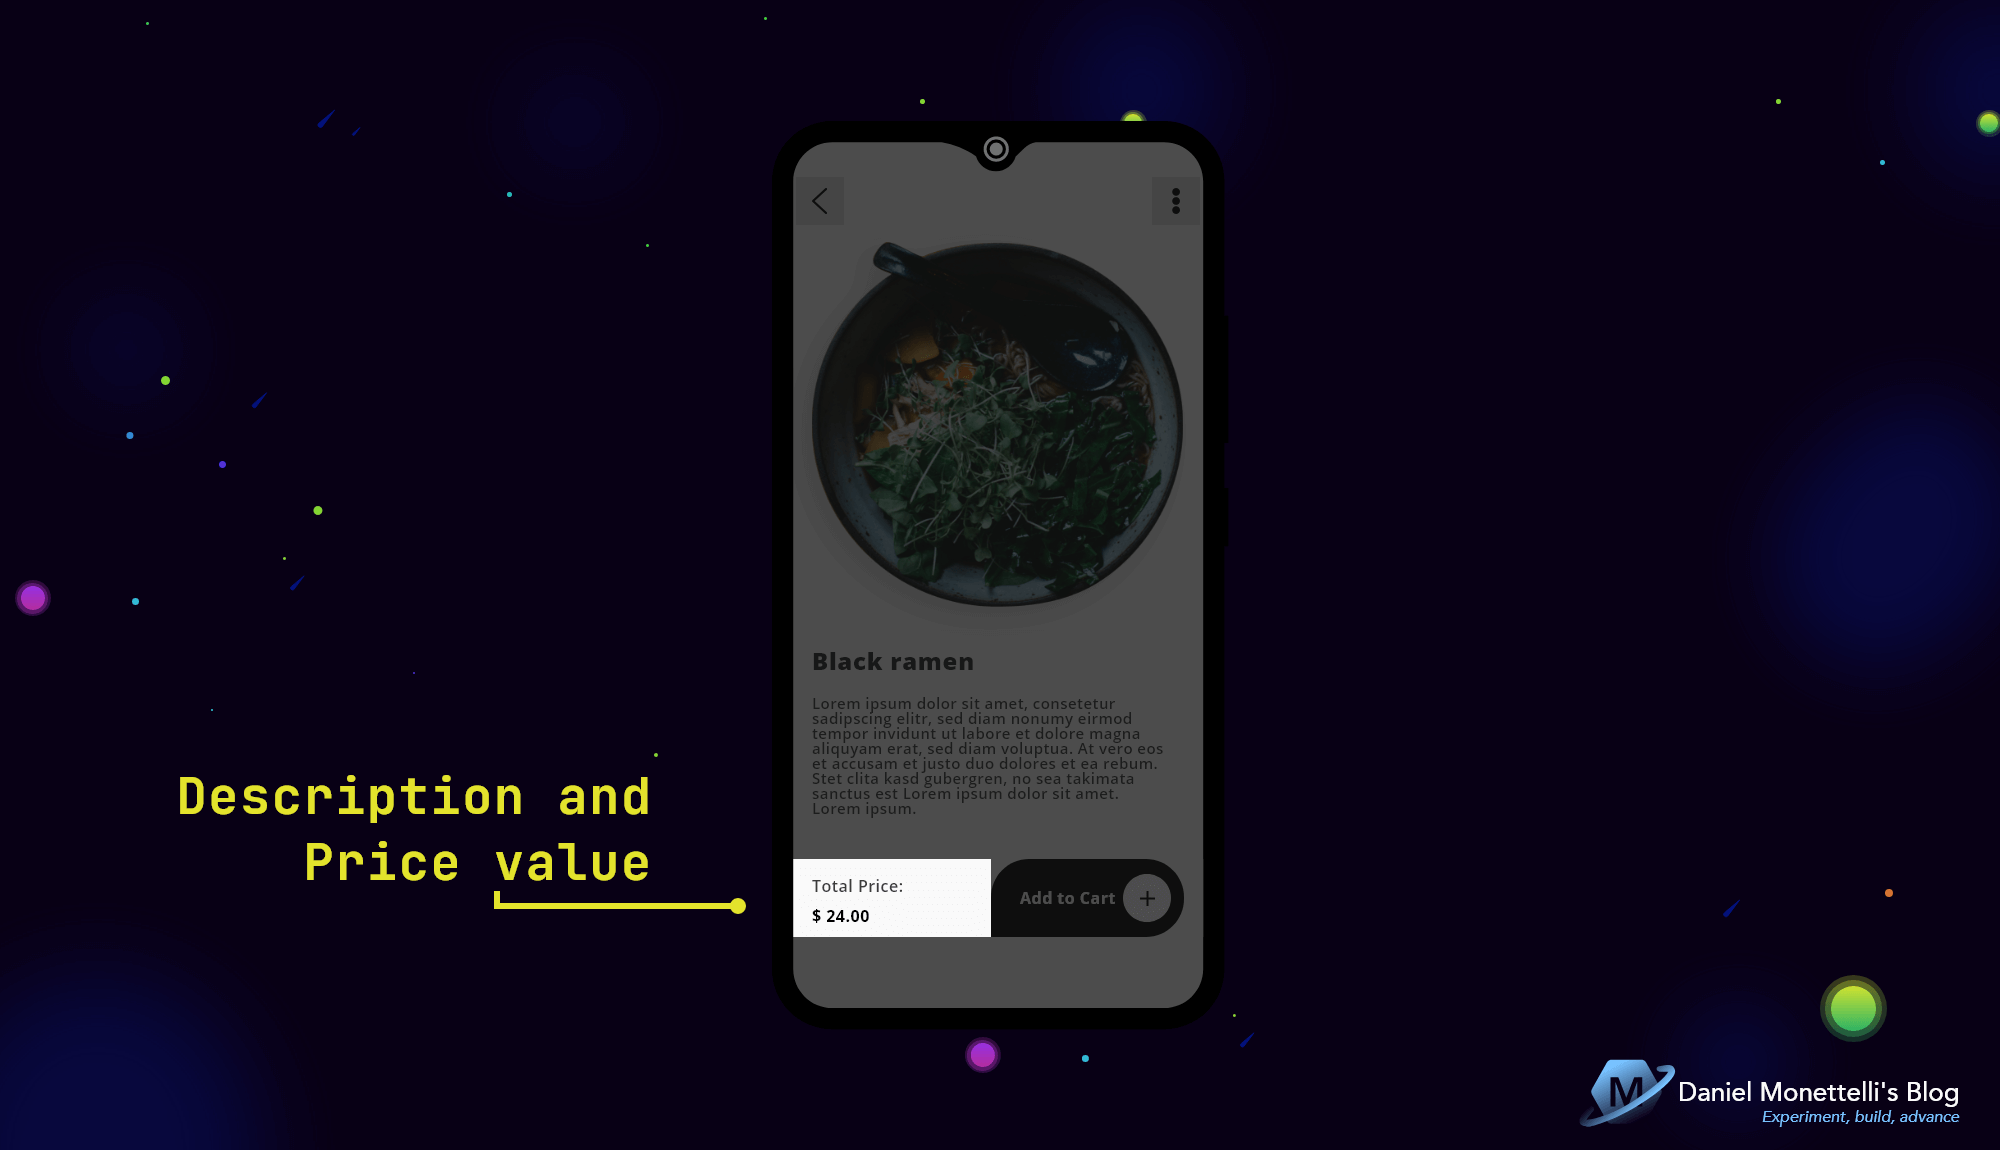 Black ramen
Lorem ipsum dolor sit amet, consetetur
sadipscing elitr, sed diam nonumy eirmod
tempor invidunt ut labore et dolore magna
aliquyam erat, sed diam voluptua. At vero eos
et accusam et justo duo dolores et ea rebum.
Stet clita kasd gubergren, no sea takimata
sanctus est Lorem ipsum dolor sit amet.
Lorem ipsum.
Description and
Price value
Total Price:
$ 24.00
Add to Cart +
M
Daniel Monettelli's Blog
Experiment, build, advance